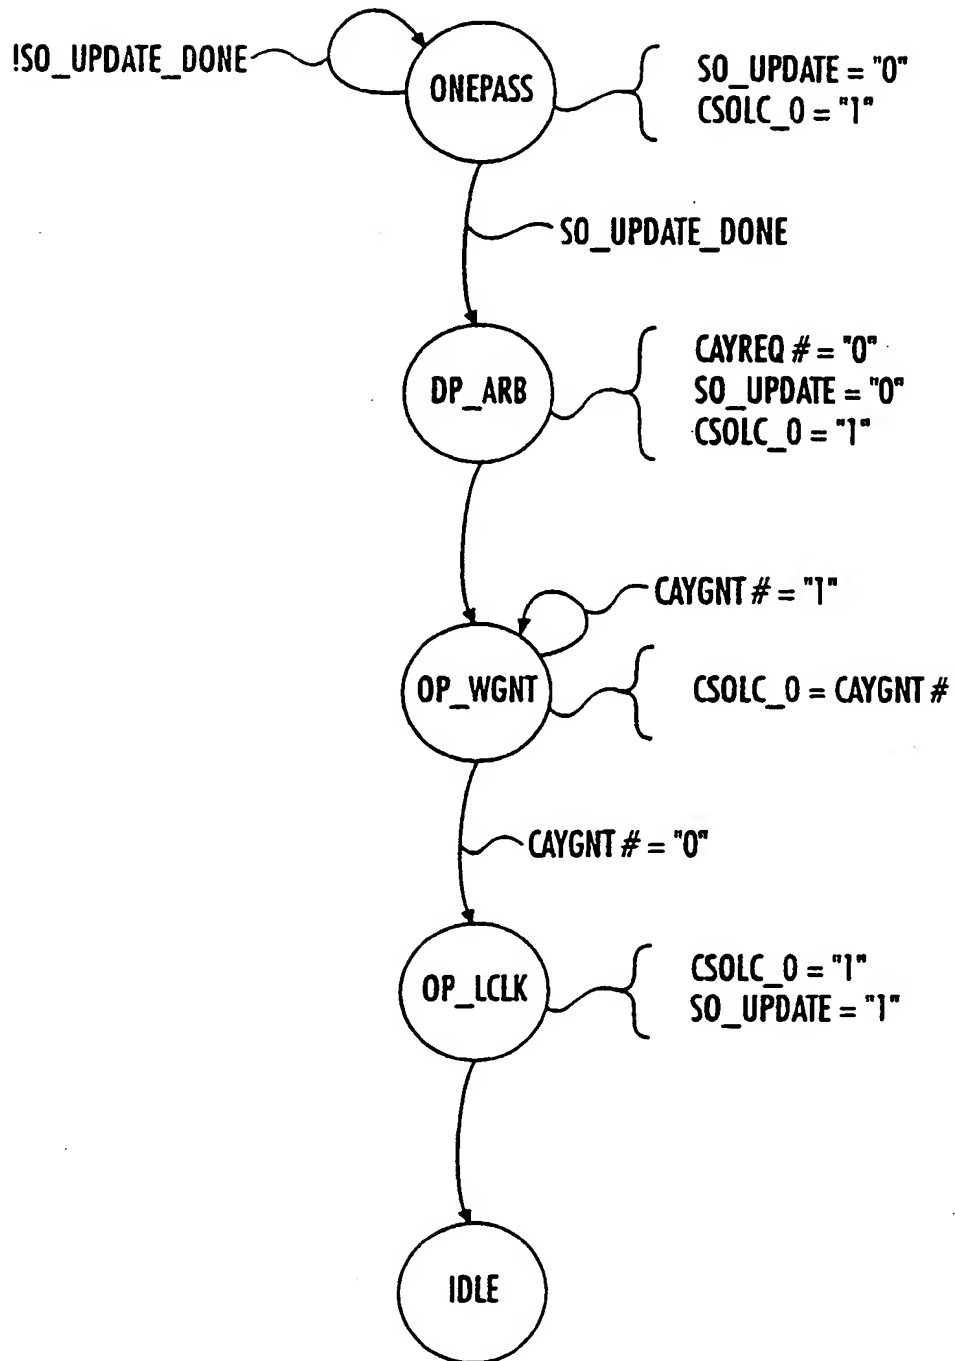 !SO_UPDATE_DONE
ONEPASS
SO_UPDATE = "0"
CSOLC_0 = "1"
SO_UPDATE_DONE
DP_ARB
CAYREQ # = "0"
SO_UPDATE = "0"
CSOLC_0 = "1"
CAYGNT # = "1"
OP_WGNT
CSOLC_0 = CAYGNT #
CAYGNT # = "0"
OP_LCLK
CSOLC_0 = "1"
SO_UPDATE = "1"
IDLE